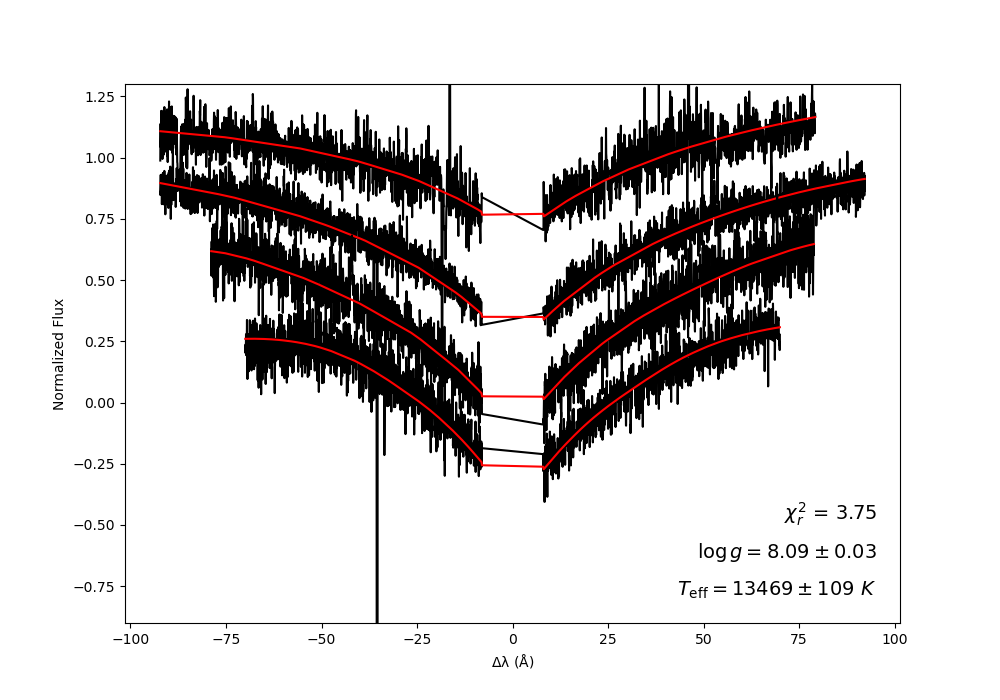 1.25
1.00
0.75
0.50
0.25
0.00
−0.25
−0.50
−0.75
Normalized Flux
χ²ᵣ = 3.75
log g = 8.09 ± 0.03
T_eff = 13469 ± 109 K
−100 −75 −50 −25 0 25 50 75 100
Δλ (Å)